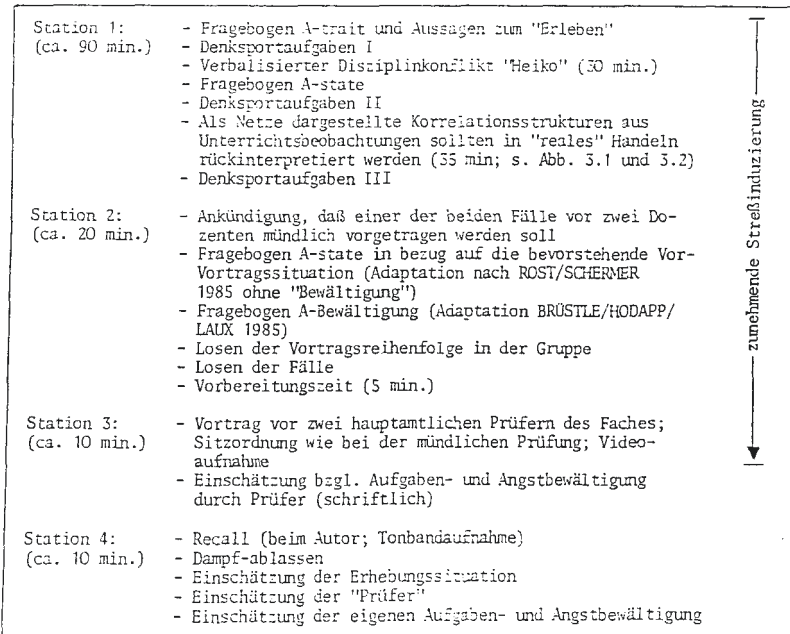 Station 1: - Fragebogen A-trait und Aussagen zum "Erleben"
(ca. 90 min.) - Denksportaufgaben I
- Verbalisierter Disziplinkonflikt "Heiko" (30 min.)
- Fragebogen A-state
- Denksportaufgaben II
- Als Netze dargestellte Korrelationsstrukturen aus
Unterrichtsbeobachtungen sollten in "reales" Handeln
rückinterpretiert werden (35 min; s. Abb. 3.1 und 3.2)
- Denksportaufgaben III
Station 2: - Ankündigung, daß einer der beiden Fälle vor zwei Do-
(ca. 20 min.) zenten mündlich vorgetragen werden soll
- Fragebogen A-state in bezug auf die bevorstehende Vor-
Vortragssituation (Adaptation nach ROST/SCHERMER
1985 ohne "Bewältigung")
- Fragebogen A-Bewältigung (Adaptation BRÜSTLE/HODAPP/
LAUX 1985)
- Losen der Vortragsreihenfolge in der Gruppe
- Losen der Fälle
- Vorbereitungszeit (5 min.)
Station 3: - Vortrag vor zwei hauptamtlichen Prüfern des Faches;
(ca. 10 min.) Sitzordnung wie bei der mündlichen Prüfung; Video-
aufnahme
- Einschätzung bzgl. Aufgaben- und Angstbewältigung
durch Prüfer (schriftlich)
Station 4: - Recall (beim Autor; Tonbandaufnahme)
(ca. 10 min.) - Dampf-ablassen
- Einschätzung der Erhebungssituation
- Einschätzung der "Prüfer"
- Einschätzung der eigenen Aufgaben- und Angstbewältigung
zunehmende Streßinduzierung